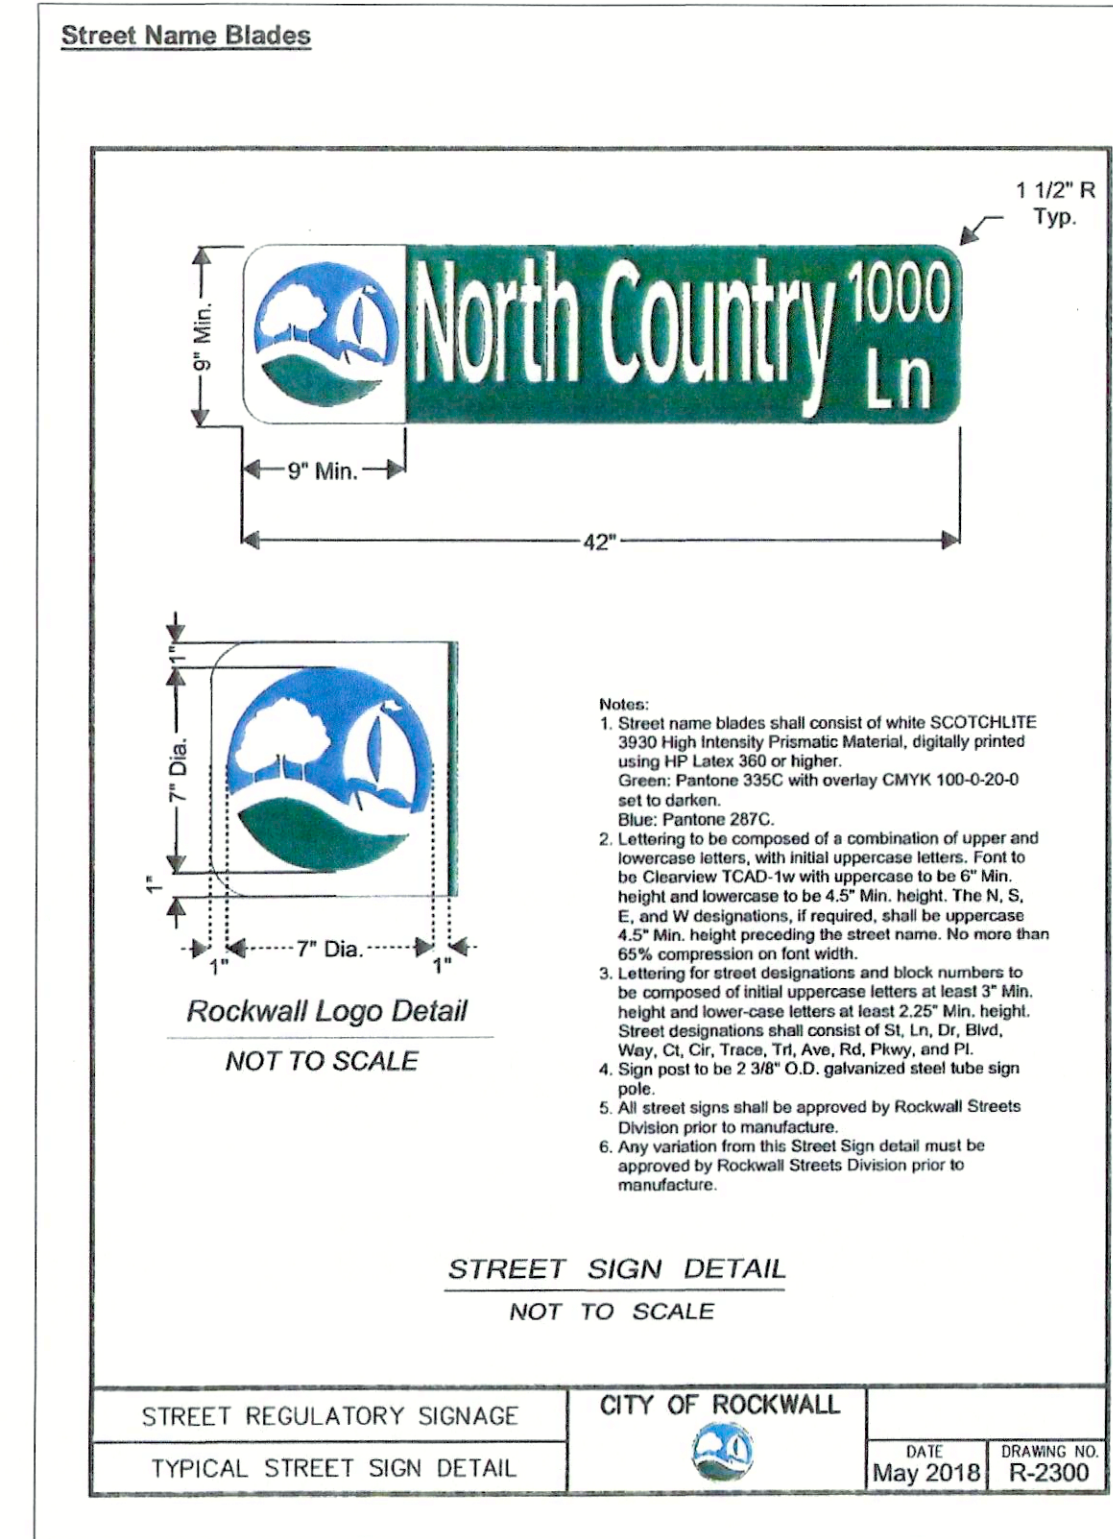 Street Name Blades
1 1/2" R
Typ.
9" Min.
North Country 1000
Ln
9" Min.
42"
1"
7" Dia.
1"
7" Dia.
1"
1"
Rockwall Logo Detail
NOT TO SCALE
Notes:
1. Street name blades shall consist of white SCOTCHLITE
3930 High Intensity Prismatic Material, digitally printed
using HP Latex 360 or higher.
Green: Pantone 335C with overlay CMYK 100-0-20-0
set to darken.
Blue: Pantone 287C.
2. Lettering to be composed of a combination of upper and
lowercase letters, with initial uppercase letters. Font to
be Clearview TCAD-1w with uppercase to be 6" Min.
height and lowercase to be 4.5" Min. height. The N, S,
E, and W designations, if required, shall be uppercase
4.5" Min. height preceding the street name. No more than
65% compression on font width.
3. Lettering for street designations and block numbers to
be composed of initial uppercase letters at least 3" Min.
height and lower-case letters at least 2.25" Min. height.
Street designations shall consist of St, Ln, Dr, Blvd,
Way, Ct, Cir, Trace, Trl, Ave, Rd, Pkwy, and Pl.
4. Sign post to be 2 3/8" O.D. galvanized steel tube sign
pole.
5. All street signs shall be approved by Rockwall Streets
Division prior to manufacture.
6. Any variation from this Street Sign detail must be
approved by Rockwall Streets Division prior to
manufacture.
STREET SIGN DETAIL
NOT TO SCALE
STREET REGULATORY SIGNAGE
TYPICAL STREET SIGN DETAIL
CITY OF ROCKWALL
DATE
May 2018
DRAWING NO.
R-2300